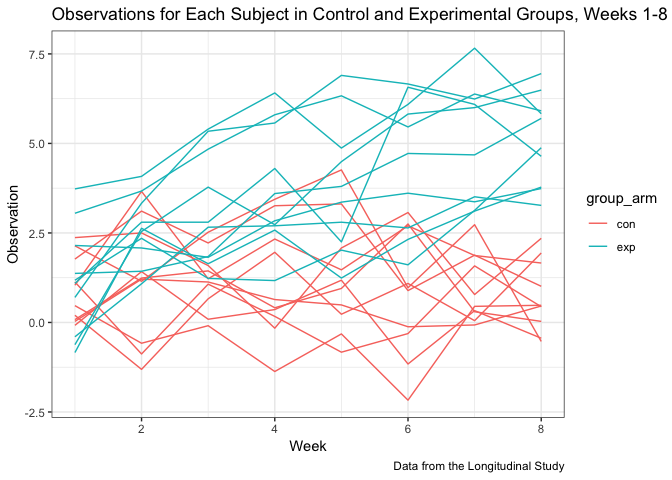 Observations for Each Subject in Control and Experimental Groups, Weeks 1-8
7.5
5.0
2.5
0.0
-2.5
Observation
2 4 6 8
Week
group_arm
con
exp
Data from the Longitudinal Study